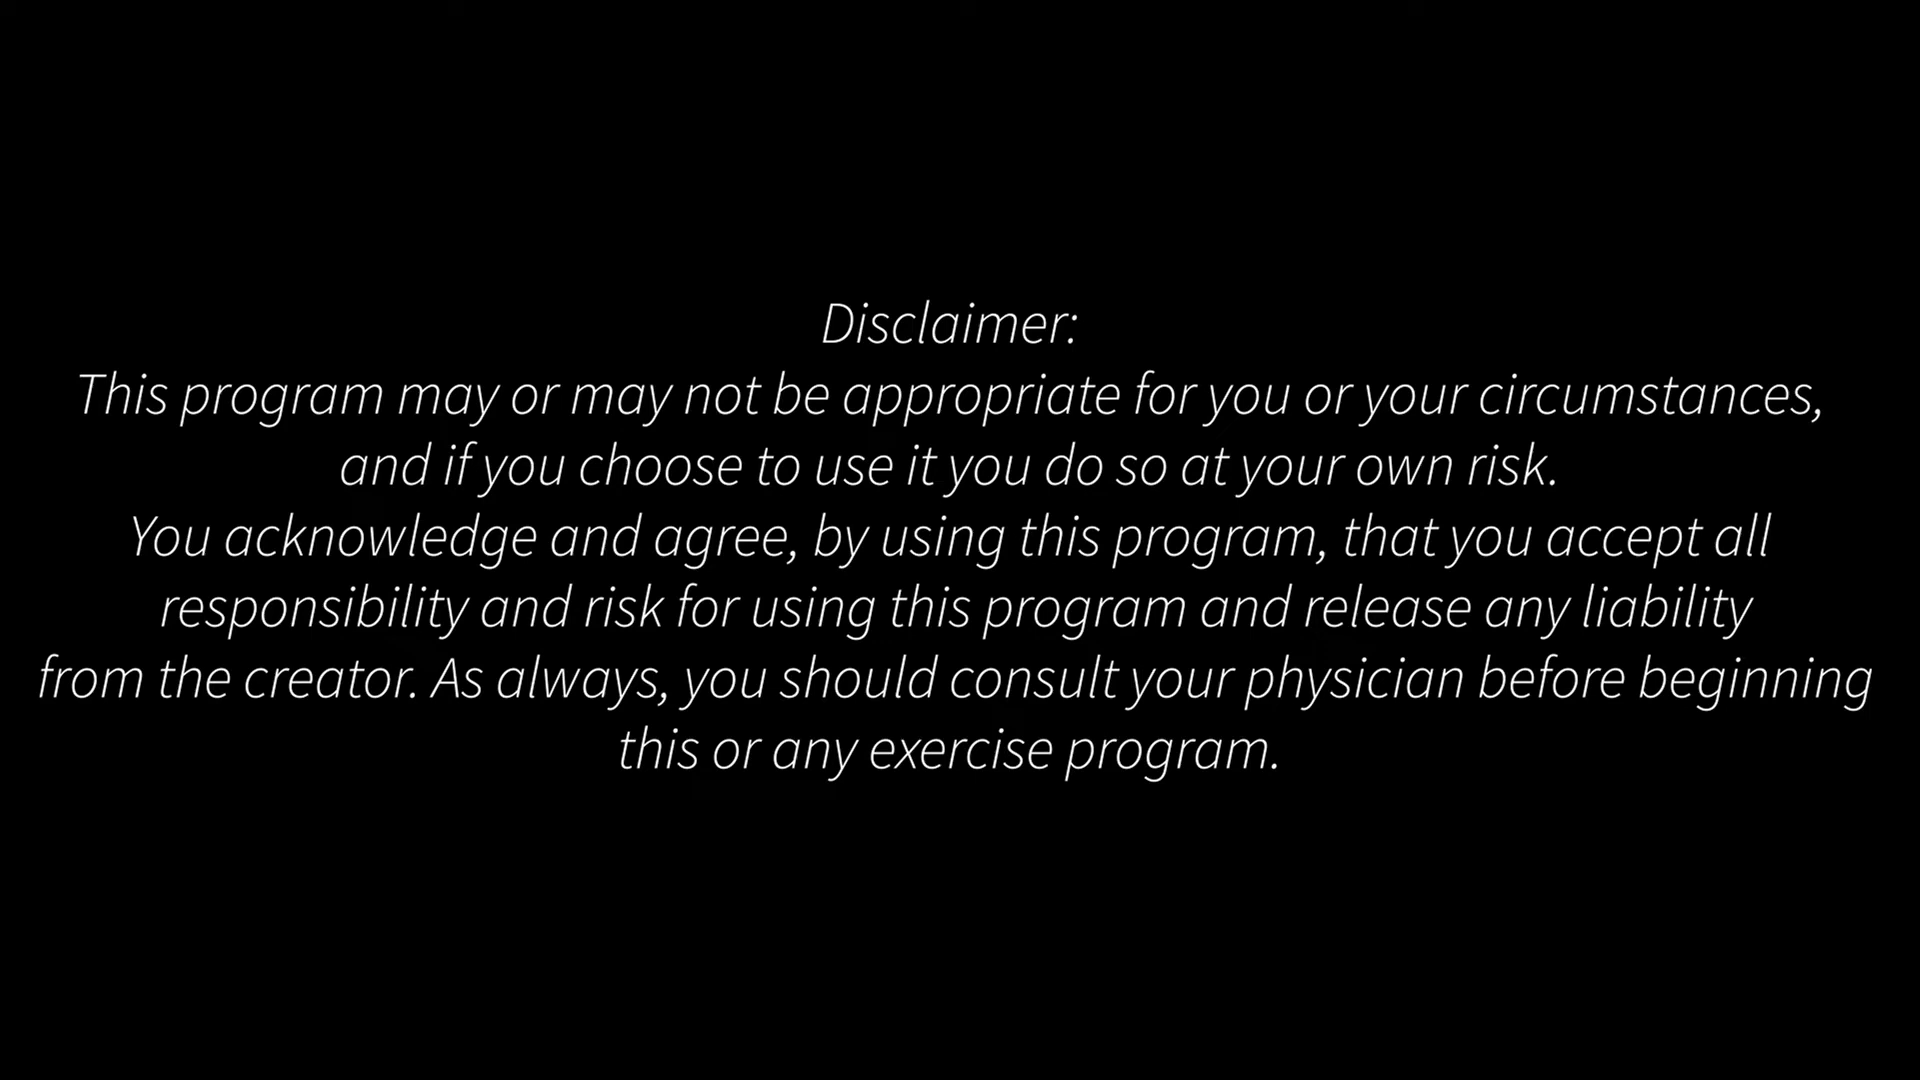 Disclaimer:
This program may or may not be appropriate for you or your circumstances,
and if you choose to use it you do so at your own risk.
You acknowledge and agree, by using this program, that you accept all
responsibility and risk for using this program and release any liability
from the creator. As always, you should consult your physician before beginning
this or any exercise program.